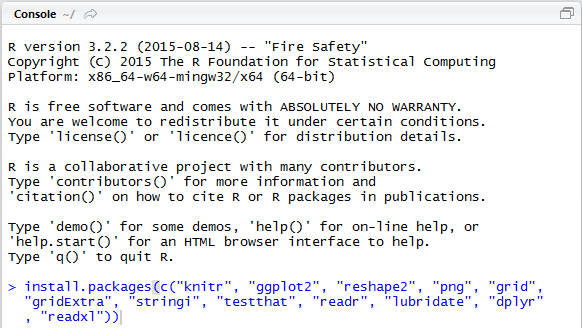 Console ~/
R version 3.2.2 (2015-08-14) -- "Fire Safety"
Copyright (C) 2015 The R Foundation for Statistical Computing
Platform: x86_64-w64-mingw32/x64 (64-bit)
R is free software and comes with ABSOLUTELY NO WARRANTY.
You are welcome to redistribute it under certain conditions.
Type 'license()' or 'licence()' for distribution details.
R is a collaborative project with many contributors.
Type 'contributors()' for more information and
'citation()' on how to cite R or R packages in publications.
Type 'demo()' for some demos, 'help()' for on-line help, or
'help.start()' for an HTML browser interface to help.
Type 'q()' to quit R.
> install.packages(c("knitr", "ggplot2", "reshape2", "png", "grid",
"gridExtra", "stringi", "testthat", "readr", "lubridate", "dplyr"
, "readxl"))